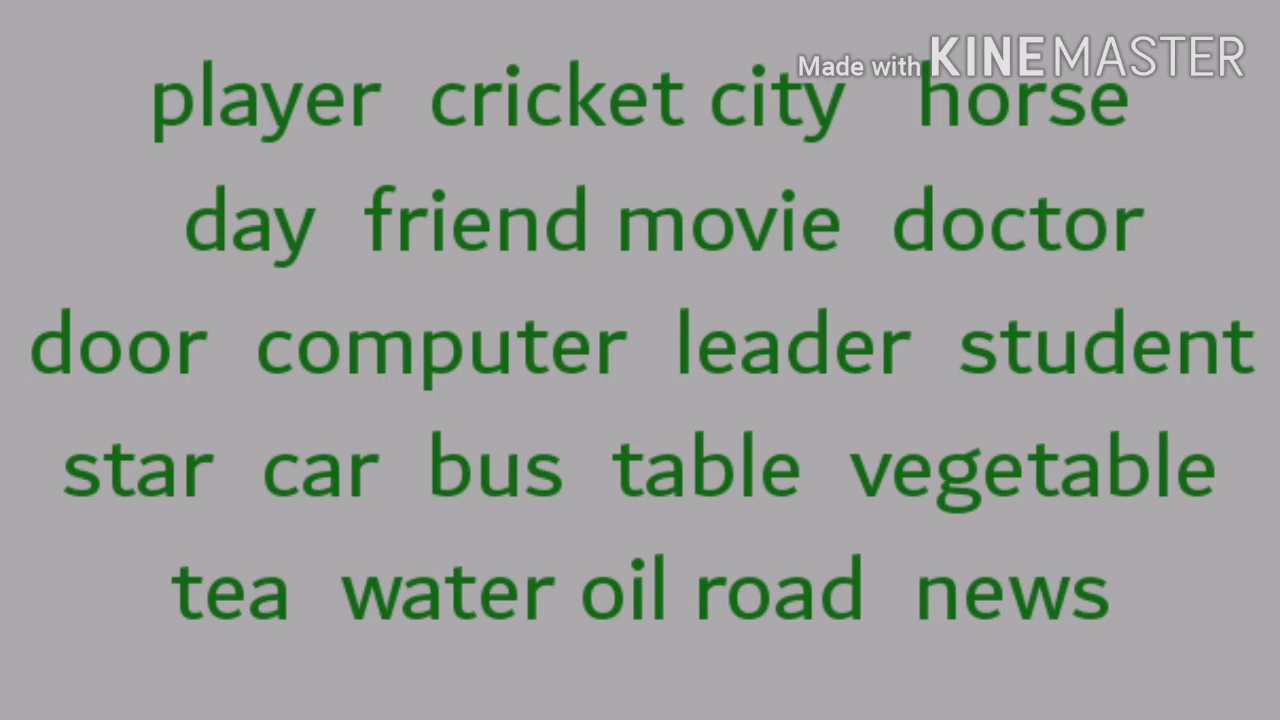 Made with KINEMASTER
player cricket city horse
day friend movie doctor
door computer leader student
star car bus table vegetable
tea water oil road news